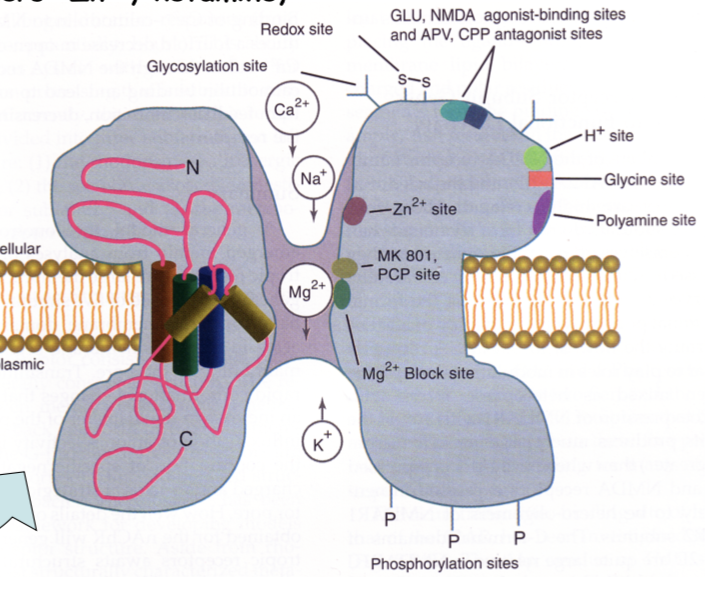 GLU, NMDA agonist-binding sites
and APV, CPP antagonist sites
Redox site
Glycosylation site
S-S
Ca²⁺
H⁺ site
N
Na⁺
Glycine site
Zn²⁺ site
Polyamine site
ellular
MK 801,
PCP site
Mg²⁺
lasmic
Mg²⁺ Block site
C
K⁺
P
P
P
Phosphorylation sites